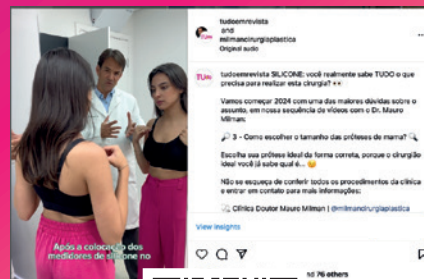 tudoemrevista
and
milmancirurgiaplastica
Original audio
tudoemrevista SILICONE: você realmente sabe TUDO o que
precisa para realizar esta cirurgia? 👀
Vamos começar 2024 com uma das maiores dúvidas sobre o
assunto, em nossa sequência de vídeos com o Dr. Mauro
Milman:
🔎 3 - Como escolher o tamanho das próteses de mama? 🔍
Escolha sua prótese ideal da forma correta, porque o cirurgião
ideal você já sabe qual é... 😉
Não se esqueça de conferir todos os procedimentos da clínica
e entrar em contato para mais informações:
Clínica Doutor Mauro Milman | @milmancirurgiaplastica
View insights
76 others
Após a colocação dos
medidores de silicone no